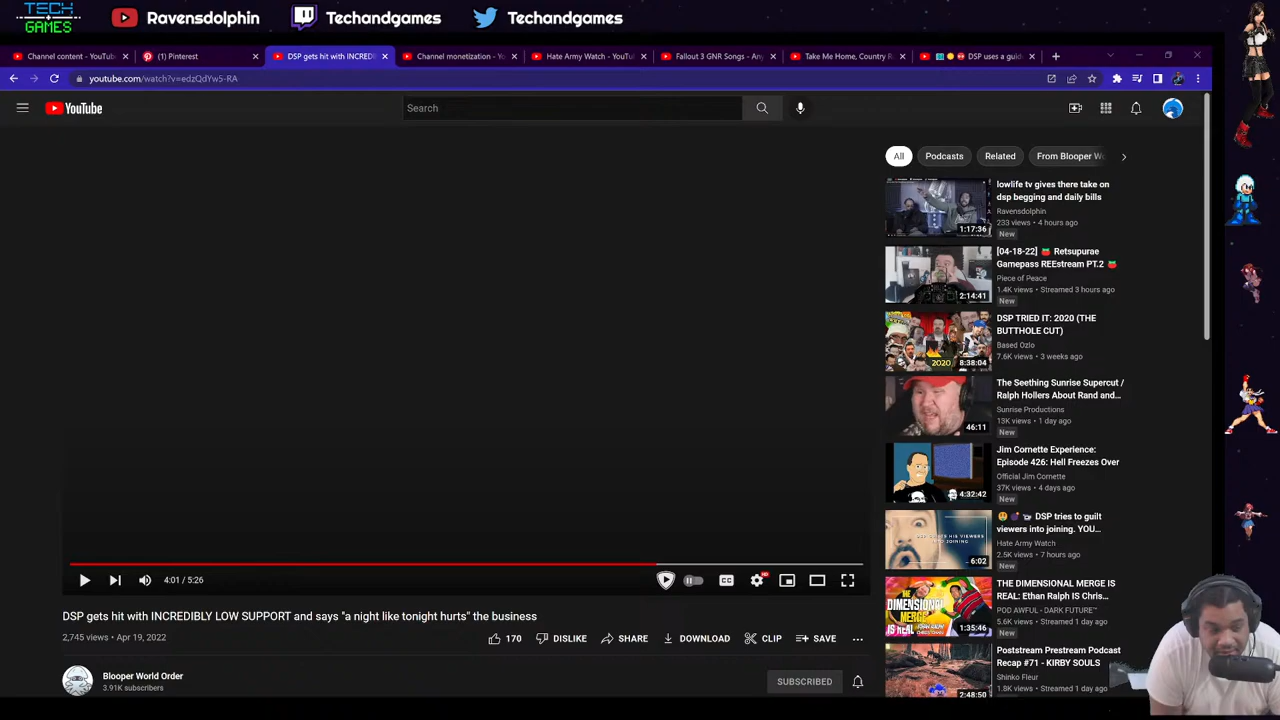 TECH
GAMES
Ravensdolphin
Techandgames
Techandgames
Channel content - YouTub
(1) Pinterest
DSP gets hit with INCREDI
Channel monetization - Yo
Hate Army Watch - YouTub
Fallout 3 GNR Songs - Any
Take Me Home, Country R
DSP uses a guid
youtube.com/watch?v=edzQdYw5-RA
YouTube
Search
All
Podcasts
Related
From Blooper Wo
lowlife tv gives there take on
dsp begging and daily bills
Ravensdolphin
233 views • 4 hours ago
New
1:17:36
[04-18-22] 🍅 Retsupurae
Gamepass REEstream PT.2 🍅
Piece of Peace
1.4K views • Streamed 3 hours ago
New
2:14:41
DSP TRIED IT: 2020 (THE
BUTTHOLE CUT)
Based Ozlo
7.6K views • 3 weeks ago
2020
8:38:04
The Seething Sunrise Supercut /
Ralph Hollers About Rand and...
Sunrise Productions
13K views • 1 day ago
New
46:11
Jim Cornette Experience:
Episode 426: Hell Freezes Over
Official Jim Cornette
37K views • 4 days ago
New
4:32:42
DSP tries to guilt
viewers into joining. YOU...
Hate Army Watch
2.5K views • 7 hours ago
New
6:02
THE DIMENSIONAL MERGE IS
REAL: Ethan Ralph IS Chris...
POD AWFUL - DARK FUTURE™
5.6K views • Streamed 1 day ago
New
1:35:46
Poststream Prestream Podcast
Recap #71 - KIRBY SOULS
Shinko Fleur
1.8K views • Streamed 1 day ago
2:48:50
4:01 / 5:26
CC
HD
DSP gets hit with INCREDIBLY LOW SUPPORT and says "a night like tonight hurts" the business
2,745 views • Apr 19, 2022
170
DISLIKE
SHARE
DOWNLOAD
CLIP
SAVE
Blooper World Order
3.91K subscribers
SUBSCRIBED